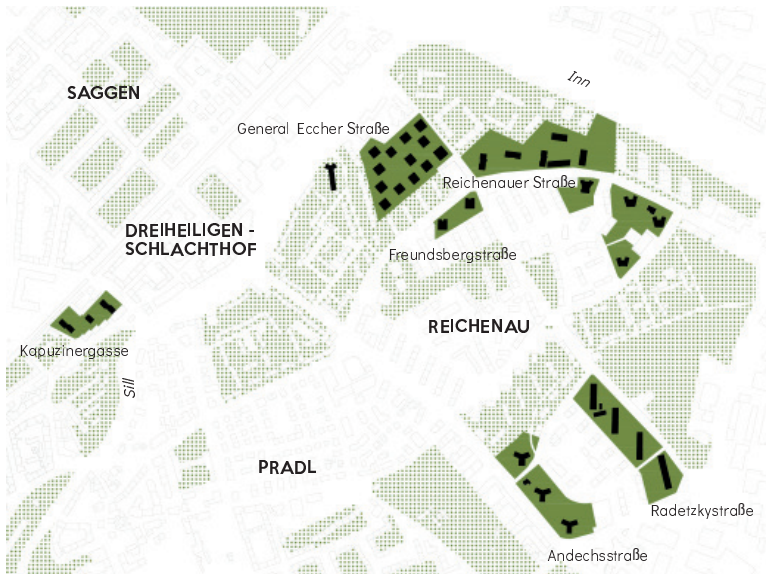 Inn
SAGGEN
General Eccher Straße
Reichenauer Straße
DREIHEILIGEN -
SCHLACHTHOF
Freundsbergstraße
REICHENAU
Kapuzinergasse
Sill
PRADL
Radetzkystraße
Andechsstraße